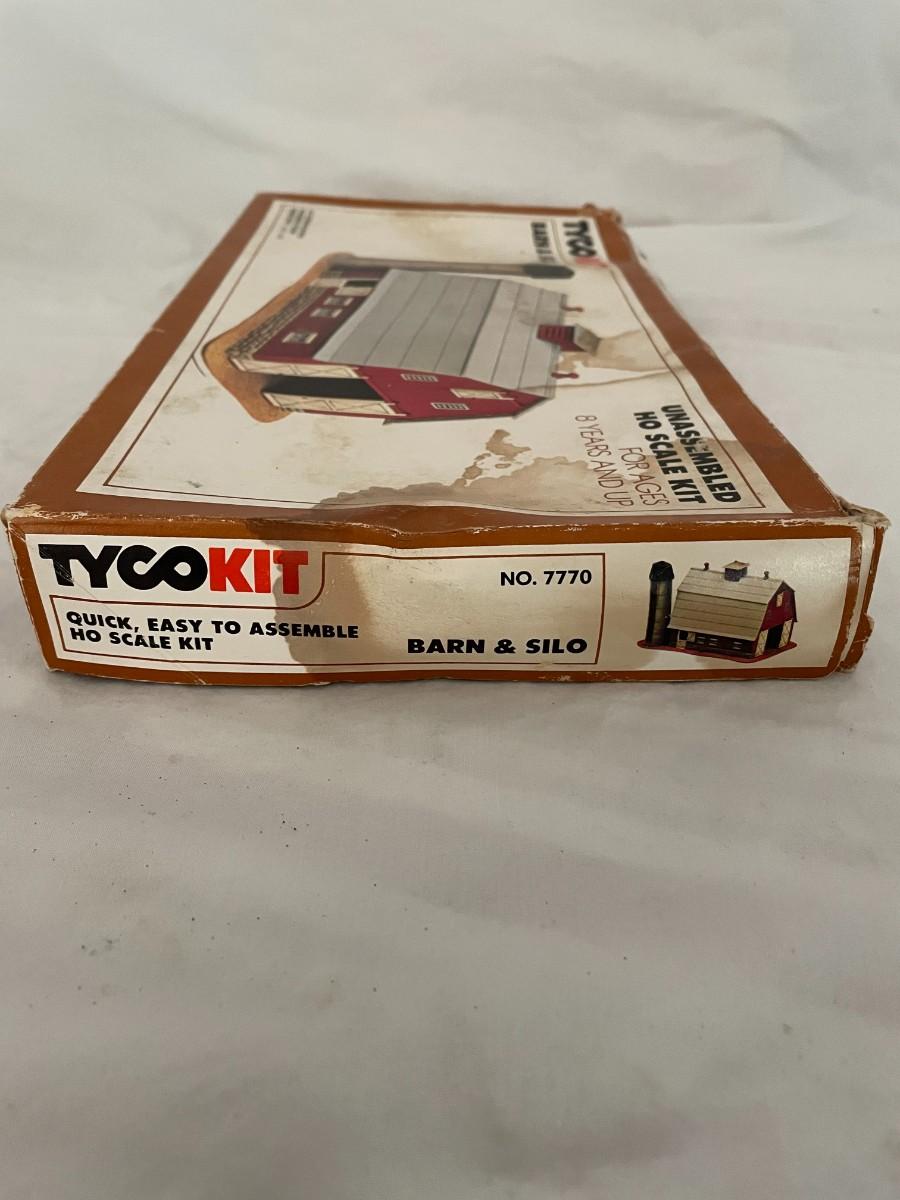 TYCO
UNASSEMBLED
HO SCALE KIT
FOR AGES
8 YEARS AND UP
TYCOKIT
NO. 7770
QUICK, EASY TO ASSEMBLE
HO SCALE KIT
BARN & SILO